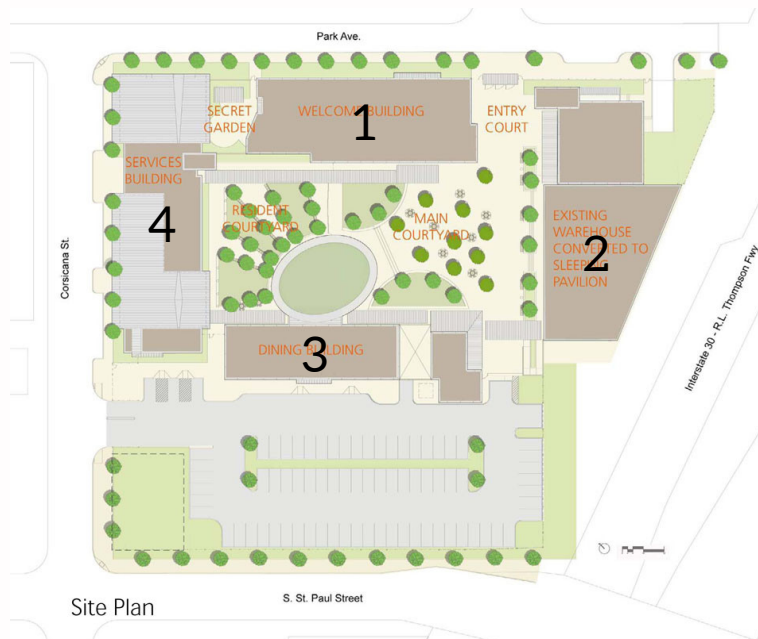 Park Ave.
SECRET
GARDEN
WELCOME BUILDING
1
ENTRY
COURT
SERVICES
BUILDING
4
RESIDENT
COURTYARD
MAIN
COURTYARD
EXISTING
WAREHOUSE
CONVERTED TO
SLEEPING
PAVILION
2
Corsicana St.
Interstate 30 - R.L. Thompson Fwy
DINING BUILDING
3
S. St. Paul Street
Site Plan